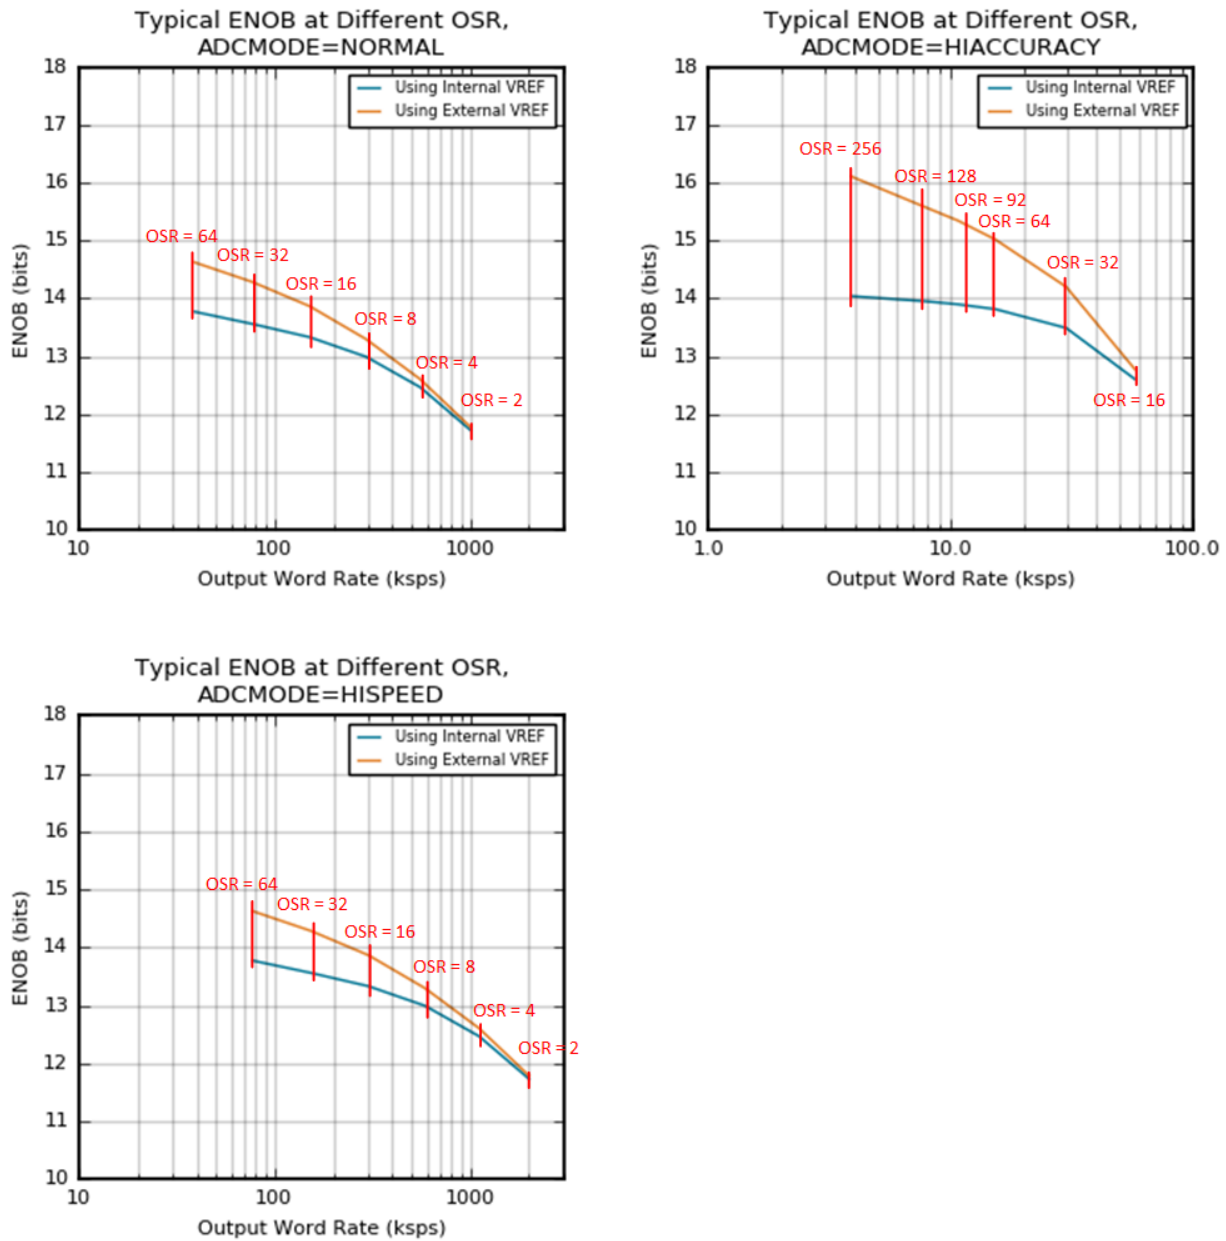 Typical ENOB at Different OSR,
ADCMODE=NORMAL
18
17
16
15
14
13
12
11
10
ENOB (bits)
Using Internal VREF
Using External VREF
OSR = 64
OSR = 32
OSR = 16
OSR = 8
OSR = 4
OSR = 2
10
100
1000
Output Word Rate (ksps)
Typical ENOB at Different OSR,
ADCMODE=HIACCURACY
18
17
16
15
14
13
12
11
10
ENOB (bits)
Using Internal VREF
Using External VREF
OSR = 256
OSR = 128
OSR = 92
OSR = 64
OSR = 32
OSR = 16
1.0
10.0
100.0
Output Word Rate (ksps)
Typical ENOB at Different OSR,
ADCMODE=HISPEED
18
17
16
15
14
13
12
11
10
ENOB (bits)
Using Internal VREF
Using External VREF
OSR = 64
OSR = 32
OSR = 16
OSR = 8
OSR = 4
OSR = 2
10
100
1000
Output Word Rate (ksps)